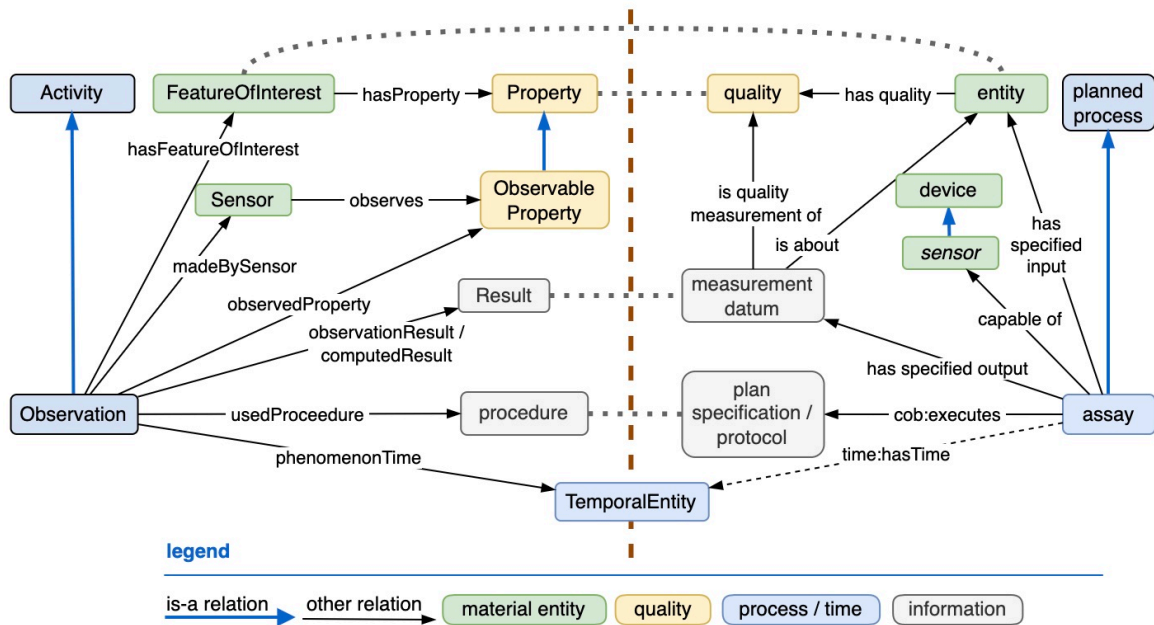 Activity
FeatureOfInterest
hasProperty
Property
quality
has quality
entity
planned
process
hasFeatureOfInterest
Sensor
observes
Observable
Property
is quality
measurement of
device
has
specified
input
is about
sensor
madeBySensor
observedProperty
Result
measurement
datum
capable of
observationResult /
computedResult
has specified output
Observation
usedProceedure
procedure
plan
specification /
protocol
cob:executes
assay
phenomenonTime
time:hasTime
TemporalEntity
legend
is-a relation
other relation
material entity
quality
process / time
information